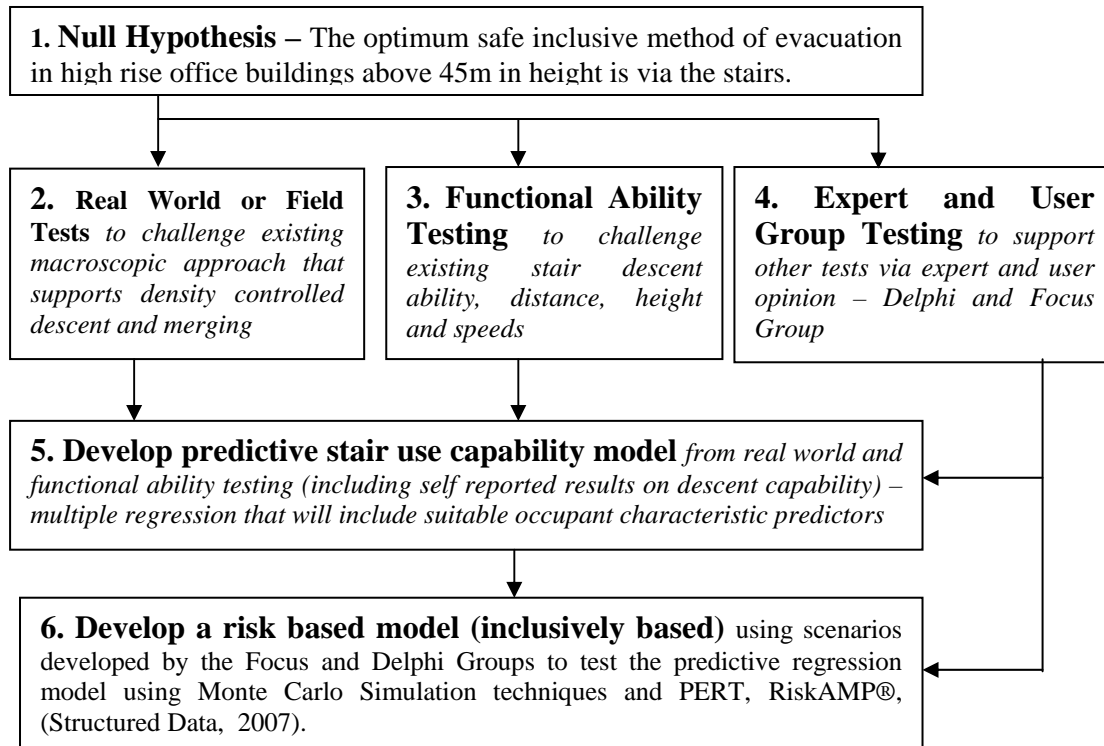 1. Null Hypothesis – The optimum safe inclusive method of evacuation
in high rise office buildings above 45m in height is via the stairs.
2. Real World or Field
Tests to challenge existing
macroscopic approach that
supports density controlled
descent and merging
3. Functional Ability
Testing to challenge
existing stair descent
ability, distance, height
and speeds
4. Expert and User
Group Testing to support
other tests via expert and user
opinion – Delphi and Focus
Group
5. Develop predictive stair use capability model from real world and
functional ability testing (including self reported results on descent capability) –
multiple regression that will include suitable occupant characteristic predictors
6. Develop a risk based model (inclusively based) using scenarios
developed by the Focus and Delphi Groups to test the predictive regression
model using Monte Carlo Simulation techniques and PERT, RiskAMP®,
(Structured Data, 2007).